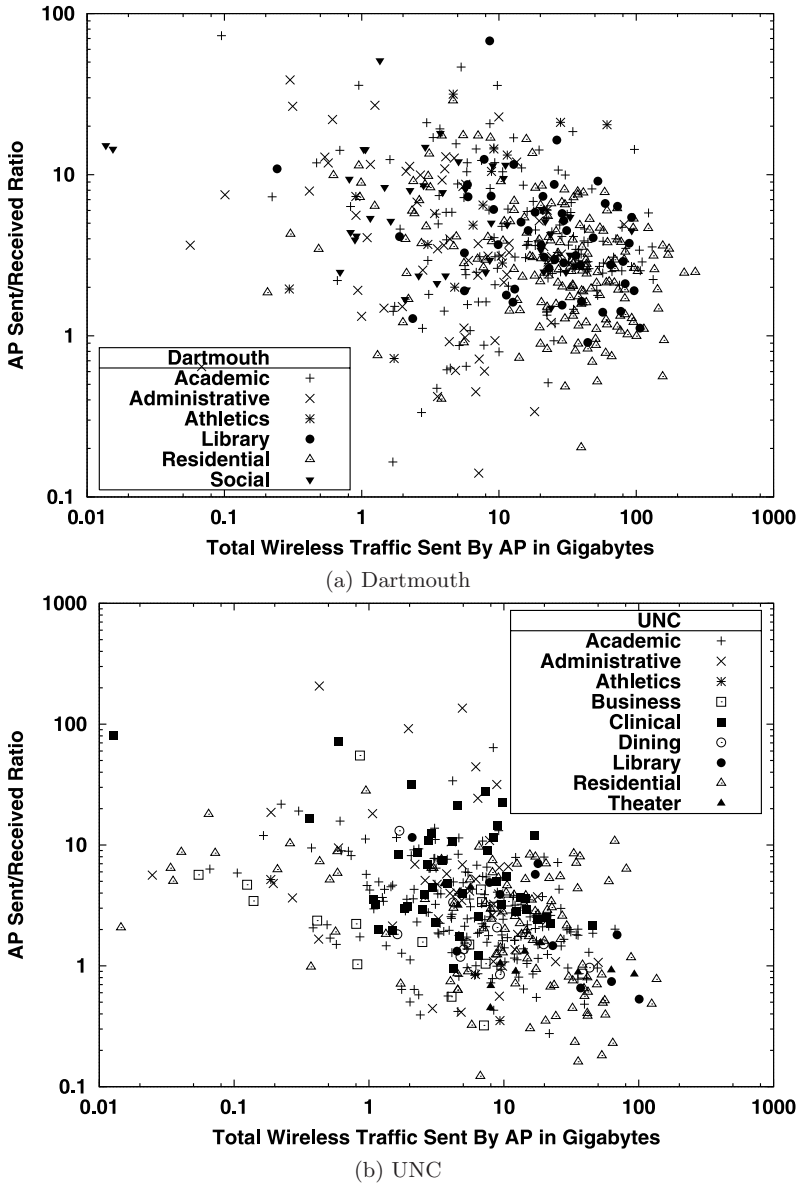 100
10
1
0.1
AP Sent/Received Ratio
Dartmouth
Academic
Administrative
Athletics
Library
Residential
Social
0.01 0.1 1 10 100 1000
Total Wireless Traffic Sent By AP in Gigabytes
(a) Dartmouth
1000
100
10
1
0.1
AP Sent/Received Ratio
UNC
Academic
Administrative
Athletics
Business
Clinical
Dining
Library
Residential
Theater
0.01 0.1 1 10 100 1000
Total Wireless Traffic Sent By AP in Gigabytes
(b) UNC